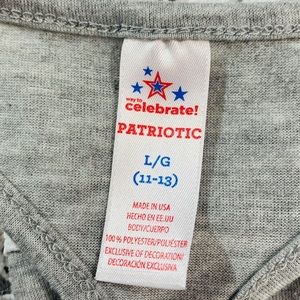 way to
celebrate!
PATRIOTIC
L/G
(11-13)
MADE IN USA
HECHO EN EE.UU
BODY/CUERPO
100% POLYESTER/POLIÉSTER
EXCLUSIVE OF DECORATION/
DECORACIÓN EXCLUSIVA